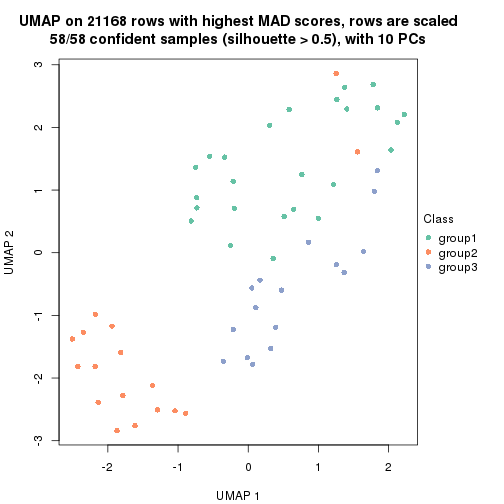 UMAP on 21168 rows with highest MAD scores, rows are scaled
58/58 confident samples (silhouette > 0.5), with 10 PCs
3
2
1
0
-1
-2
-3
UMAP 2
-2
-1
0
1
2
UMAP 1
Class
group1
group2
group3